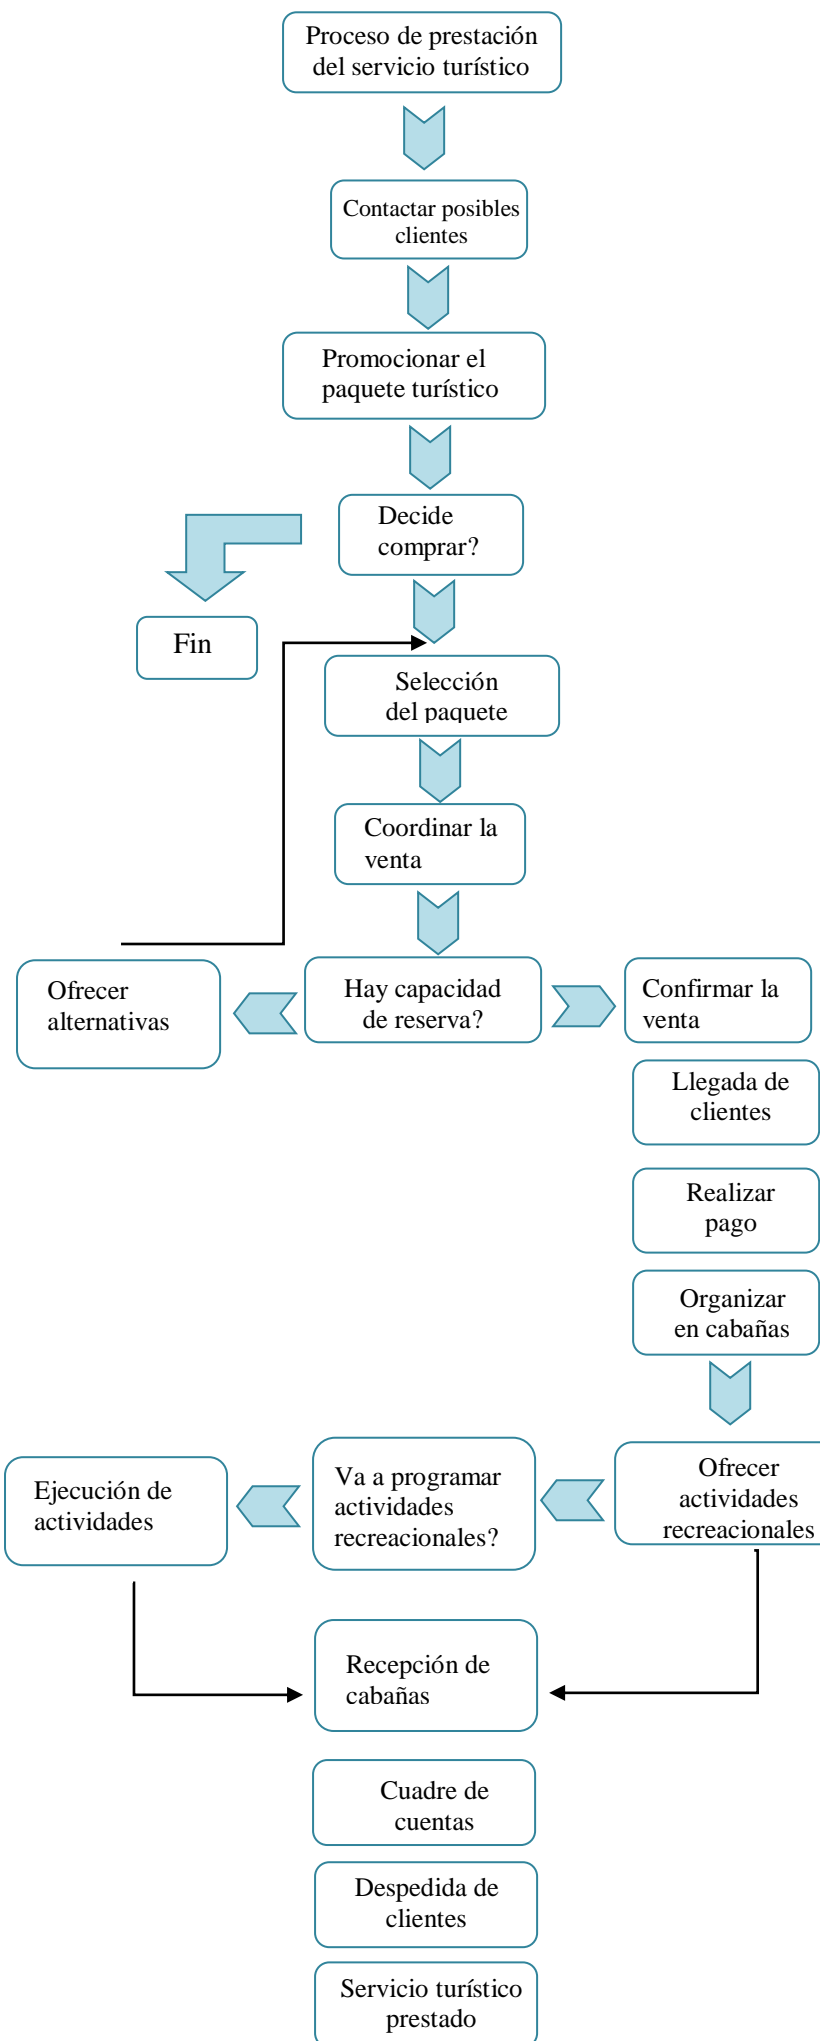 Proceso de prestación
del servicio turístico
Contactar posibles
clientes
Promocionar el
paquete turístico
Decide
comprar?
Fin
Selección
del paquete
Coordinar la
venta
Ofrecer
alternativas
Hay capacidad
de reserva?
Confirmar la
venta
Llegada de
clientes
Realizar
pago
Organizar
en cabañas
Ofrecer
actividades
recreacionales
Va a programar
actividades
recreacionales?
Ejecución de
actividades
Recepción de
cabañas
Cuadre de
cuentas
Despedida de
clientes
Servicio turístico
prestado